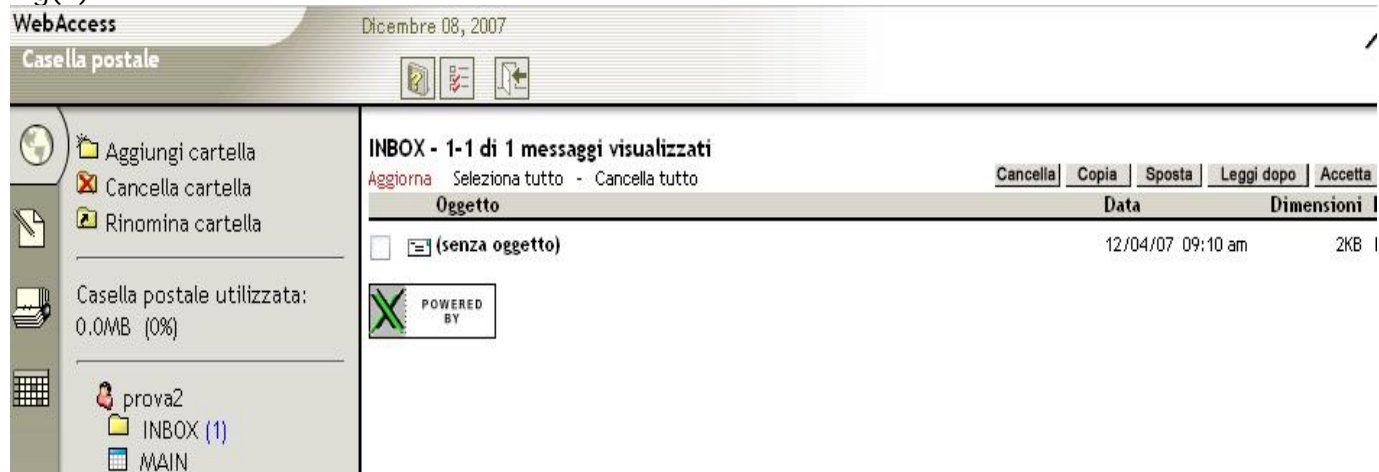 WebAccess
Dicembre 08, 2007
Casella postale
Aggiungi cartella
Cancella cartella
Rinomina cartella
Casella postale utilizzata:
0.0MB (0%)
prova2
INBOX (1)
MAIN
INBOX - 1-1 di 1 messaggi visualizzati
Aggiorna Seleziona tutto - Cancella tutto
Cancella Copia Sposta Leggi dopo Accetta
Oggetto Data Dimensioni
(senza oggetto) 12/04/07 09:10 am 2KB
POWERED
BY